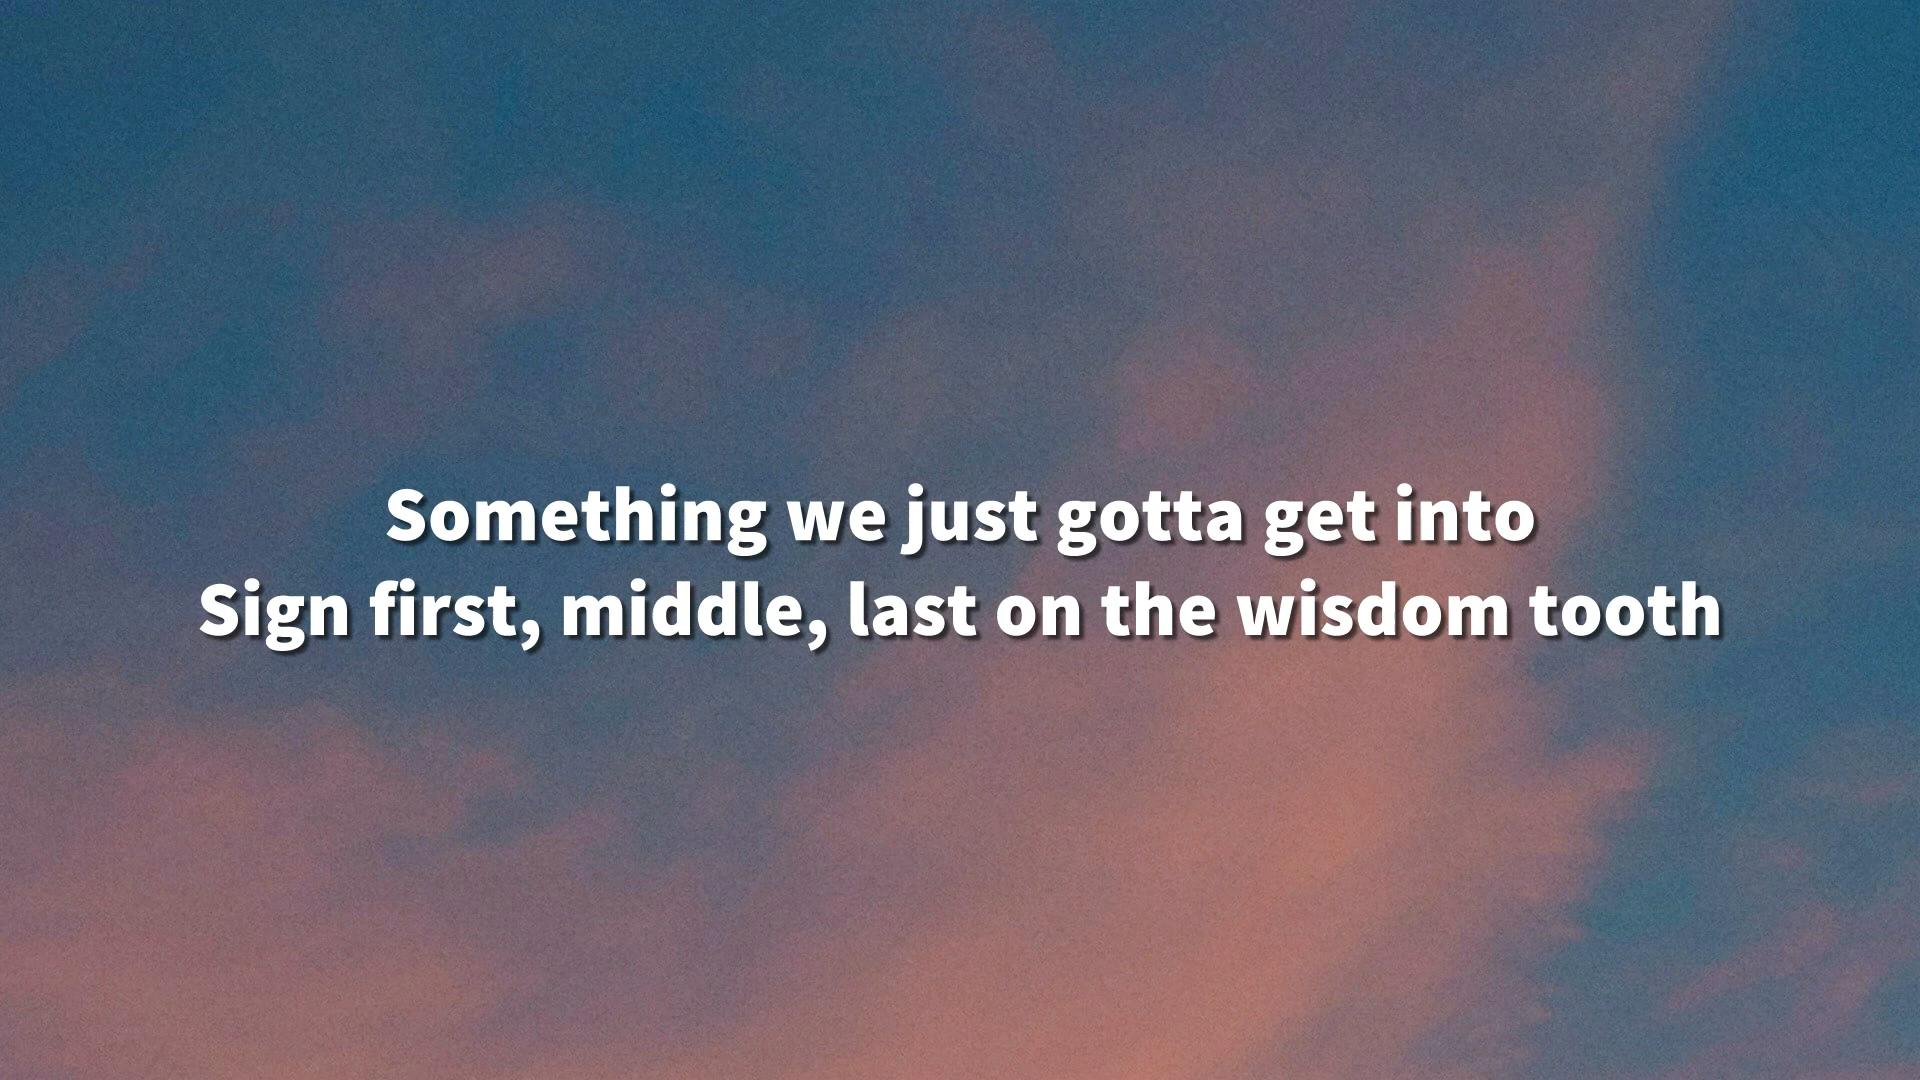 Something we just gotta get into
Sign first, middle, last on the wisdom tooth